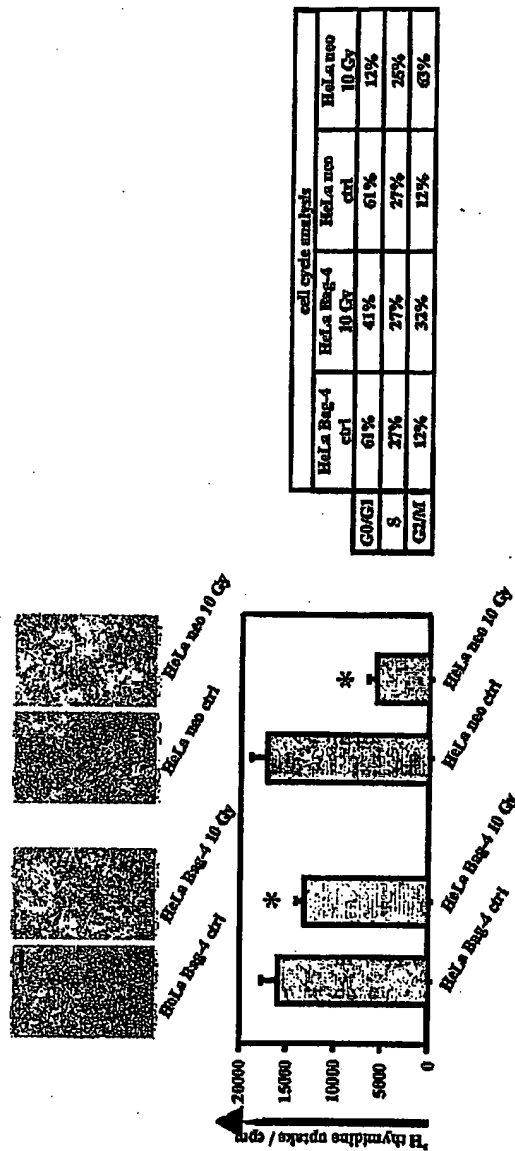 HeLa Bag-4 ctrl
HeLa Bag-4 10 Gy
HeLa neo ctrl
HeLa neo 10 Gy
³H thymidine uptake / cpm
20000
15000
10000
5000
0
*
*
HeLa Bag-4 ctrl
HeLa Bag-4 10 Gy
HeLa neo ctrl
HeLa neo 10 Gy
cell cycle analysis
HeLa Bag-4 ctrl HeLa Bag-4 10 Gy HeLa neo ctrl HeLa neo 10 Gy
G0/G1 61% 41% 61% 12%
S 27% 27% 27% 25%
G2/M 12% 32% 12% 63%